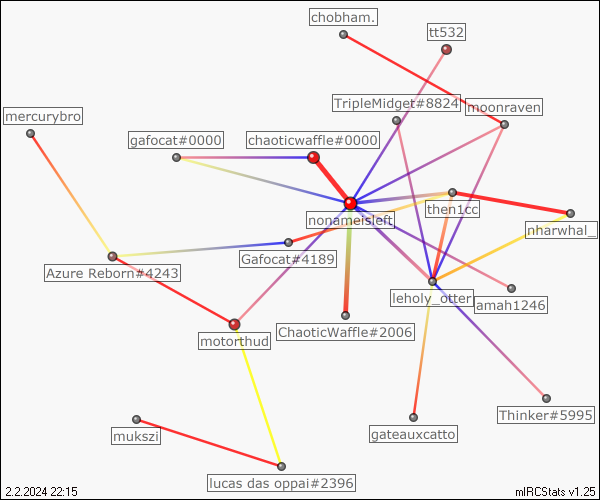 chobham.
tt532
TripleMidget#8824
moonraven
mercurybro
gafocat#0000
chaoticwaffle#0000
nonameisleft
then1cc
nharwhal_
Gafocat#4189
Azure Reborn#4243
leholy_otter
amah1246
ChaoticWaffle#2006
motorthud
Thinker#5995
mukszi
gateauxcatto
lucas das oppai#2396
2.2.2024 22:15
mIRCStats v1.25